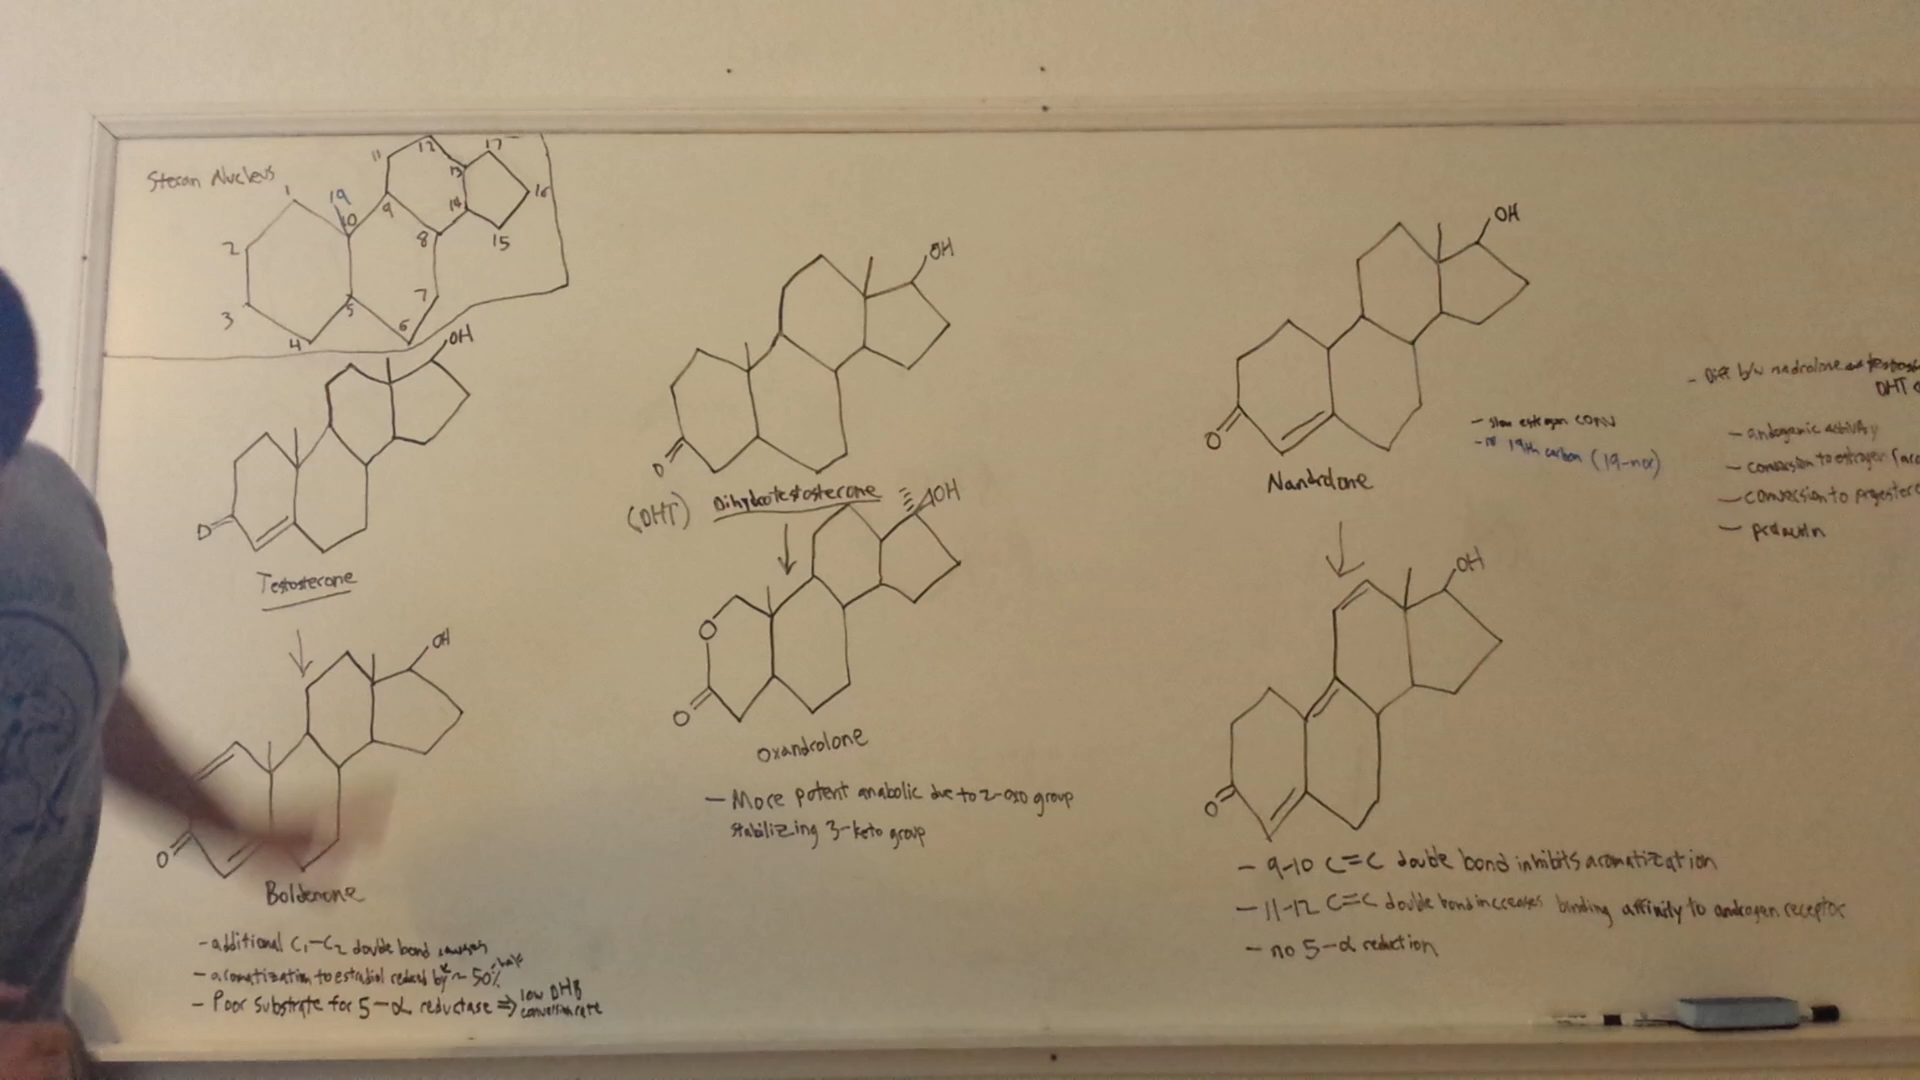 Steran Nucleus
1
2
3
4
5
6
7
8
9
10
11
12
13
14
15
16
17
19
OH
O
Testosterone
OH
O
Boldenone
-additional C1-C2 double bond
-aromatization to estradiol reduced by ~50%
- Poor substrate for 5-α reductase ⇒ low DHB
conversion rate
OH
O
(DHT) Dihydrotestosterone
OH
O
O
Oxandrolone
- More potent anabolic due to 2-oxo group
stabilizing 3-keto group
OH
O
Nandrolone
- slow estrogen conv
- no 19th carbon (19-nor)
OH
O
- 9-10 C=C double bond inhibits aromatization
- 11-12 C=C double bond increases binding affinity to androgen receptor
- no 5-α reduction
- Diff b/w nadrolone
DHT
- androgenic activity
- conversion to estrogen
- conversion to progester
- prolactin